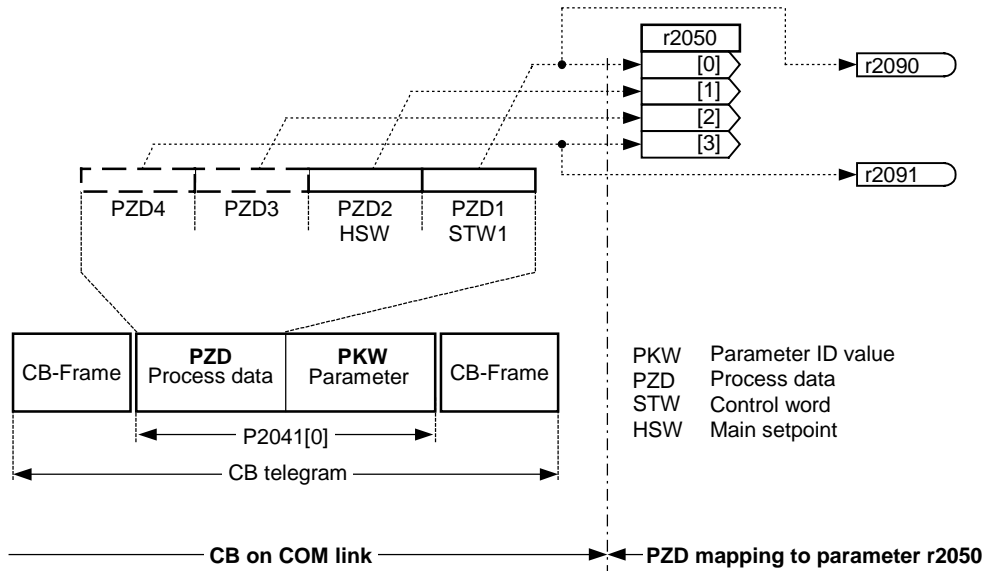 r2050
[0]
r2090
[1]
[2]
[3]
r2091
PZD4 PZD3 PZD2 PZD1
HSW STW1
CB-Frame PZD PKW CB-Frame
Process data Parameter
P2041[0]
CB telegram
PKW Parameter ID value
PZD Process data
STW Control word
HSW Main setpoint
CB on COM link PZD mapping to parameter r2050